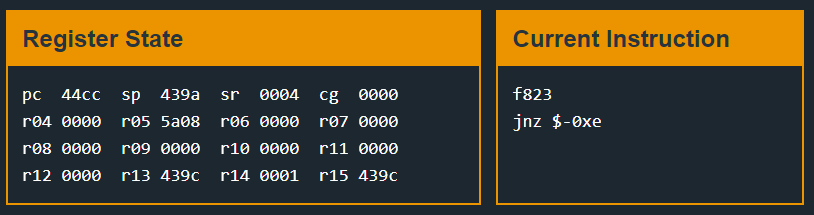 Register State
pc 44cc sp 439a sr 0004 cg 0000
r04 0000 r05 5a08 r06 0000 r07 0000
r08 0000 r09 0000 r10 0000 r11 0000
r12 0000 r13 439c r14 0001 r15 439c
Current Instruction
f823
jnz $-0xe